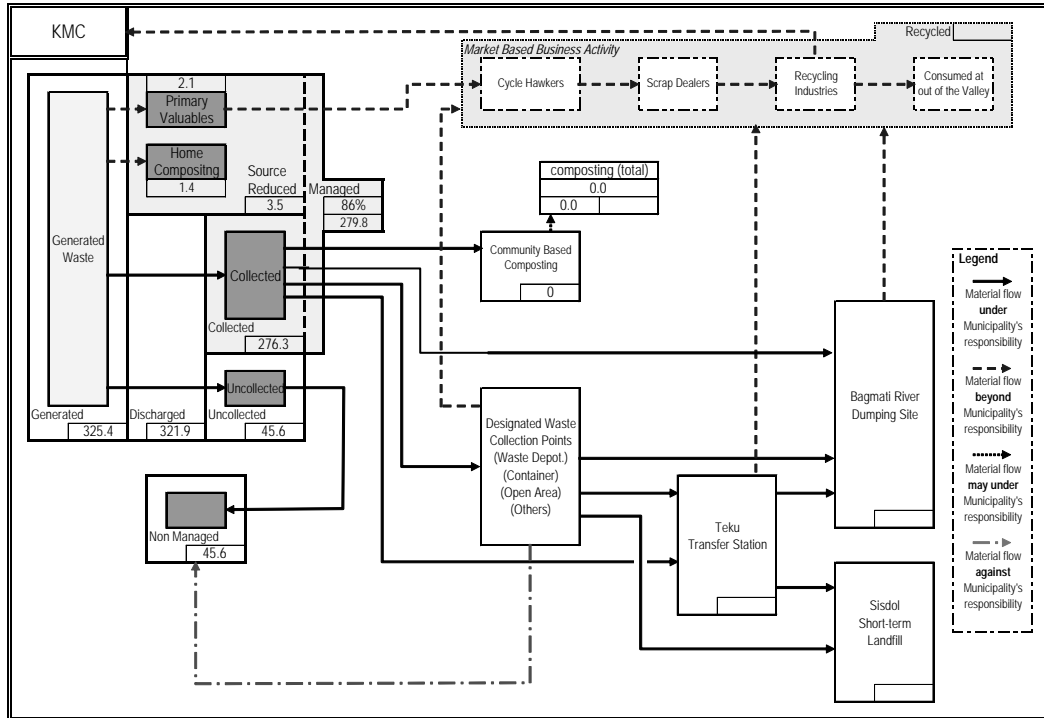 KMC
Recycled
Market Based Business Activity
Cycle Hawkers
Scrap Dealers
Recycling
Industries
Consumed at
out of the Valley
2.1
Primary
Valuables
Home
Compositng
1.4
Source
Reduced
3.5
Managed
86%
279.8
composting (total)
0.0
0.0
Generated
Waste
Collected
Collected
276.3
Community Based
Composting
0
Uncollected
Generated
325.4
Discharged
321.9
Uncollected
45.6
Non Managed
45.6
Designated Waste
Collection Points
(Waste Depot.)
(Container)
(Open Area)
(Others)
Teku
Transfer Station
Bagmati River
Dumping Site
Sisdol
Short-term
Landfill
Legend
Material flow
under
Municipality's
responsibility
Material flow
beyond
Municipality's
responsibility
Material flow
may under
Municipality's
responsibility
Material flow
against
Municipality's
responsibility